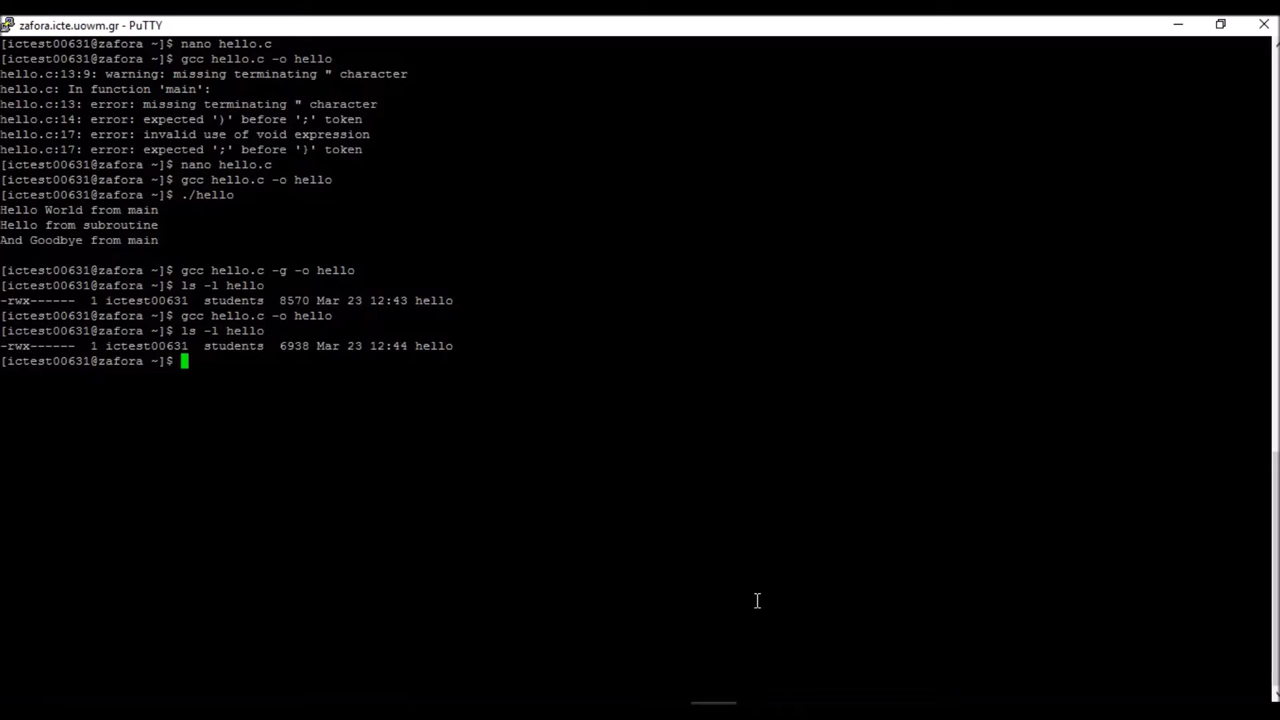 zafora.icte.uowm.gr - PuTTY
[ictest00631@zafora ~]$ nano hello.c
[ictest00631@zafora ~]$ gcc hello.c -o hello
hello.c:13:9: warning: missing terminating " character
hello.c: In function 'main':
hello.c:13: error: missing terminating " character
hello.c:14: error: expected ')' before ';' token
hello.c:17: error: invalid use of void expression
hello.c:17: error: expected ';' before '}' token
[ictest00631@zafora ~]$ nano hello.c
[ictest00631@zafora ~]$ gcc hello.c -o hello
[ictest00631@zafora ~]$ ./hello
Hello World from main
Hello from subroutine
And Goodbye from main
[ictest00631@zafora ~]$ gcc hello.c -g -o hello
[ictest00631@zafora ~]$ ls -l hello
-rwx------ 1 ictest00631 students 8570 Mar 23 12:43 hello
[ictest00631@zafora ~]$ gcc hello.c -o hello
[ictest00631@zafora ~]$ ls -l hello
-rwx------ 1 ictest00631 students 6938 Mar 23 12:44 hello
[ictest00631@zafora ~]$